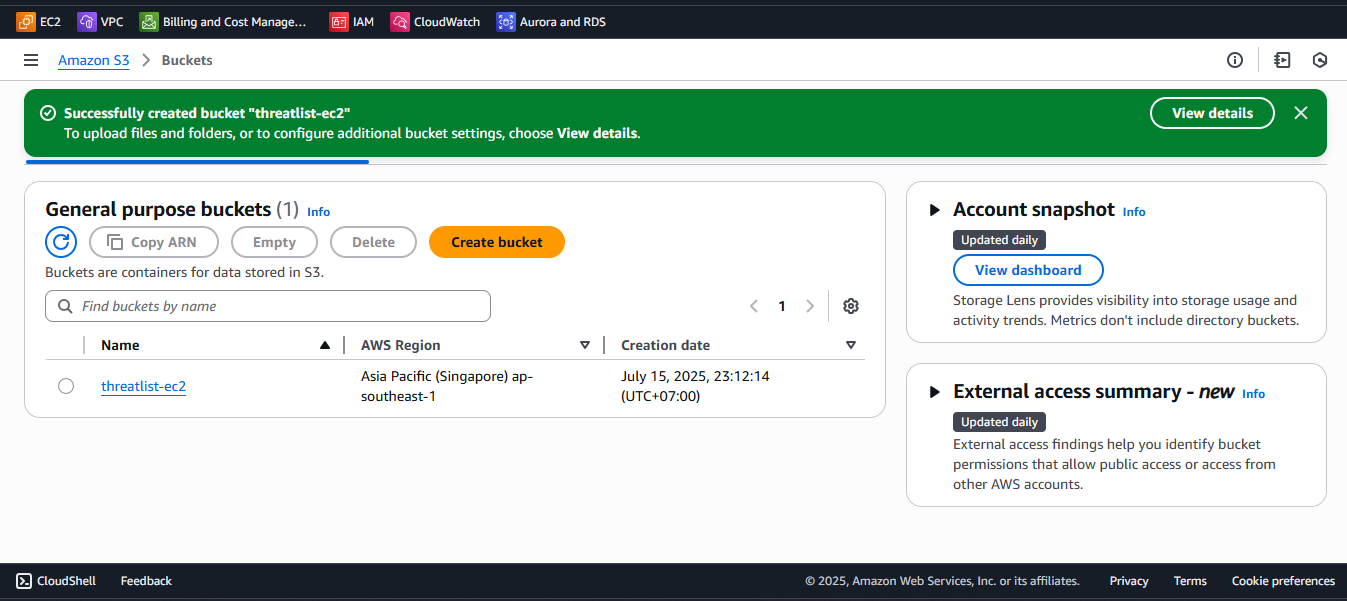 EC2 VPC Billing and Cost Manage... IAM CloudWatch Aurora and RDS
Amazon S3 Buckets
Successfully created bucket "threatlist-ec2"
To upload files and folders, or to configure additional bucket settings, choose View details.
View details
General purpose buckets (1) Info
Copy ARN Empty Delete Create bucket
Buckets are containers for data stored in S3.
Find buckets by name
1
Name AWS Region Creation date
threatlist-ec2
Asia Pacific (Singapore) ap-
southeast-1
July 15, 2025, 23:12:14
(UTC+07:00)
Account snapshot Info
Updated daily
View dashboard
Storage Lens provides visibility into storage usage and
activity trends. Metrics don't include directory buckets.
External access summary - new Info
Updated daily
External access findings help you identify bucket
permissions that allow public access or access from
other AWS accounts.
CloudShell Feedback © 2025, Amazon Web Services, Inc. or its affiliates. Privacy Terms Cookie preferences